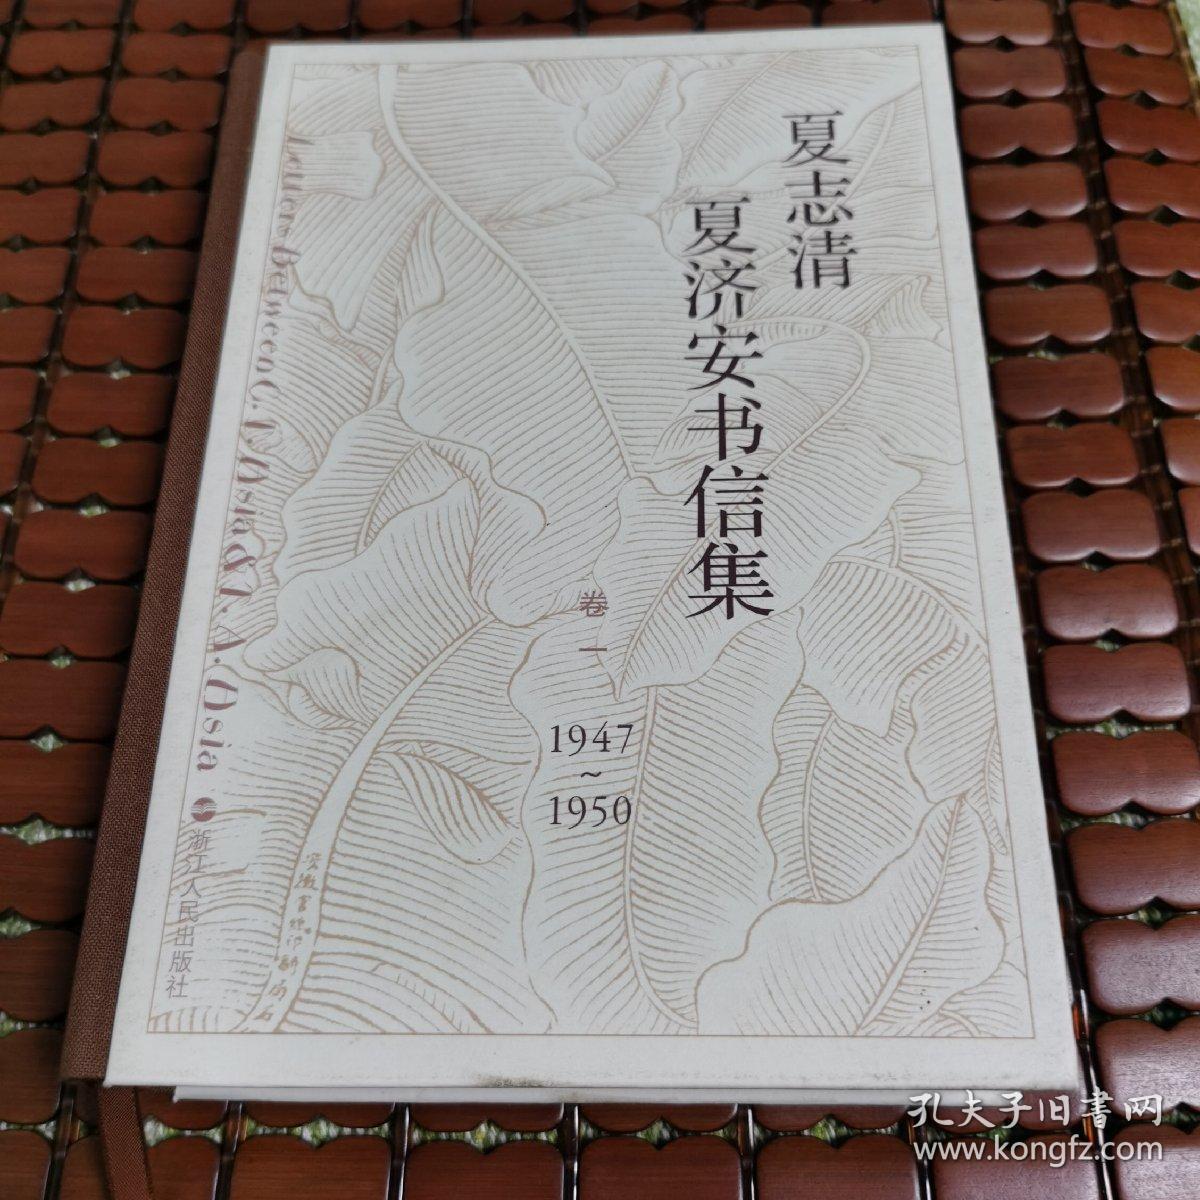 夏志清
夏济安书信集
卷一
1947
~
1950
Letters Between C.T.Hsia & T.A.Hsia
浙江人民出版社
孔夫子旧書网
www.kongfz.com